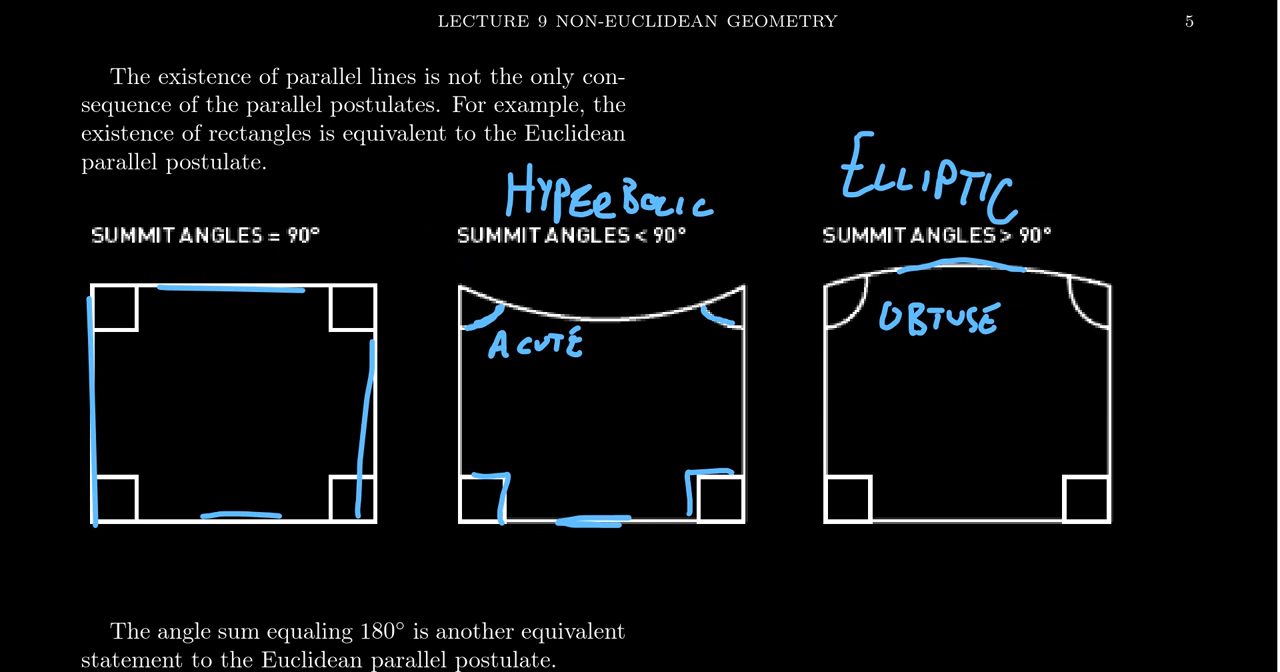 LECTURE 9 NON-EUCLIDEAN GEOMETRY 5
The existence of parallel lines is not the only con-
sequence of the parallel postulates. For example, the
existence of rectangles is equivalent to the Euclidean
parallel postulate.
HYPERBOLIC
ELLIPTIC
SUMMIT ANGLES = 90°
SUMMIT ANGLES < 90°
SUMMIT ANGLES > 90°
ACUTE
OBTUSE
The angle sum equaling 180° is another equivalent
statement to the Euclidean parallel postulate.